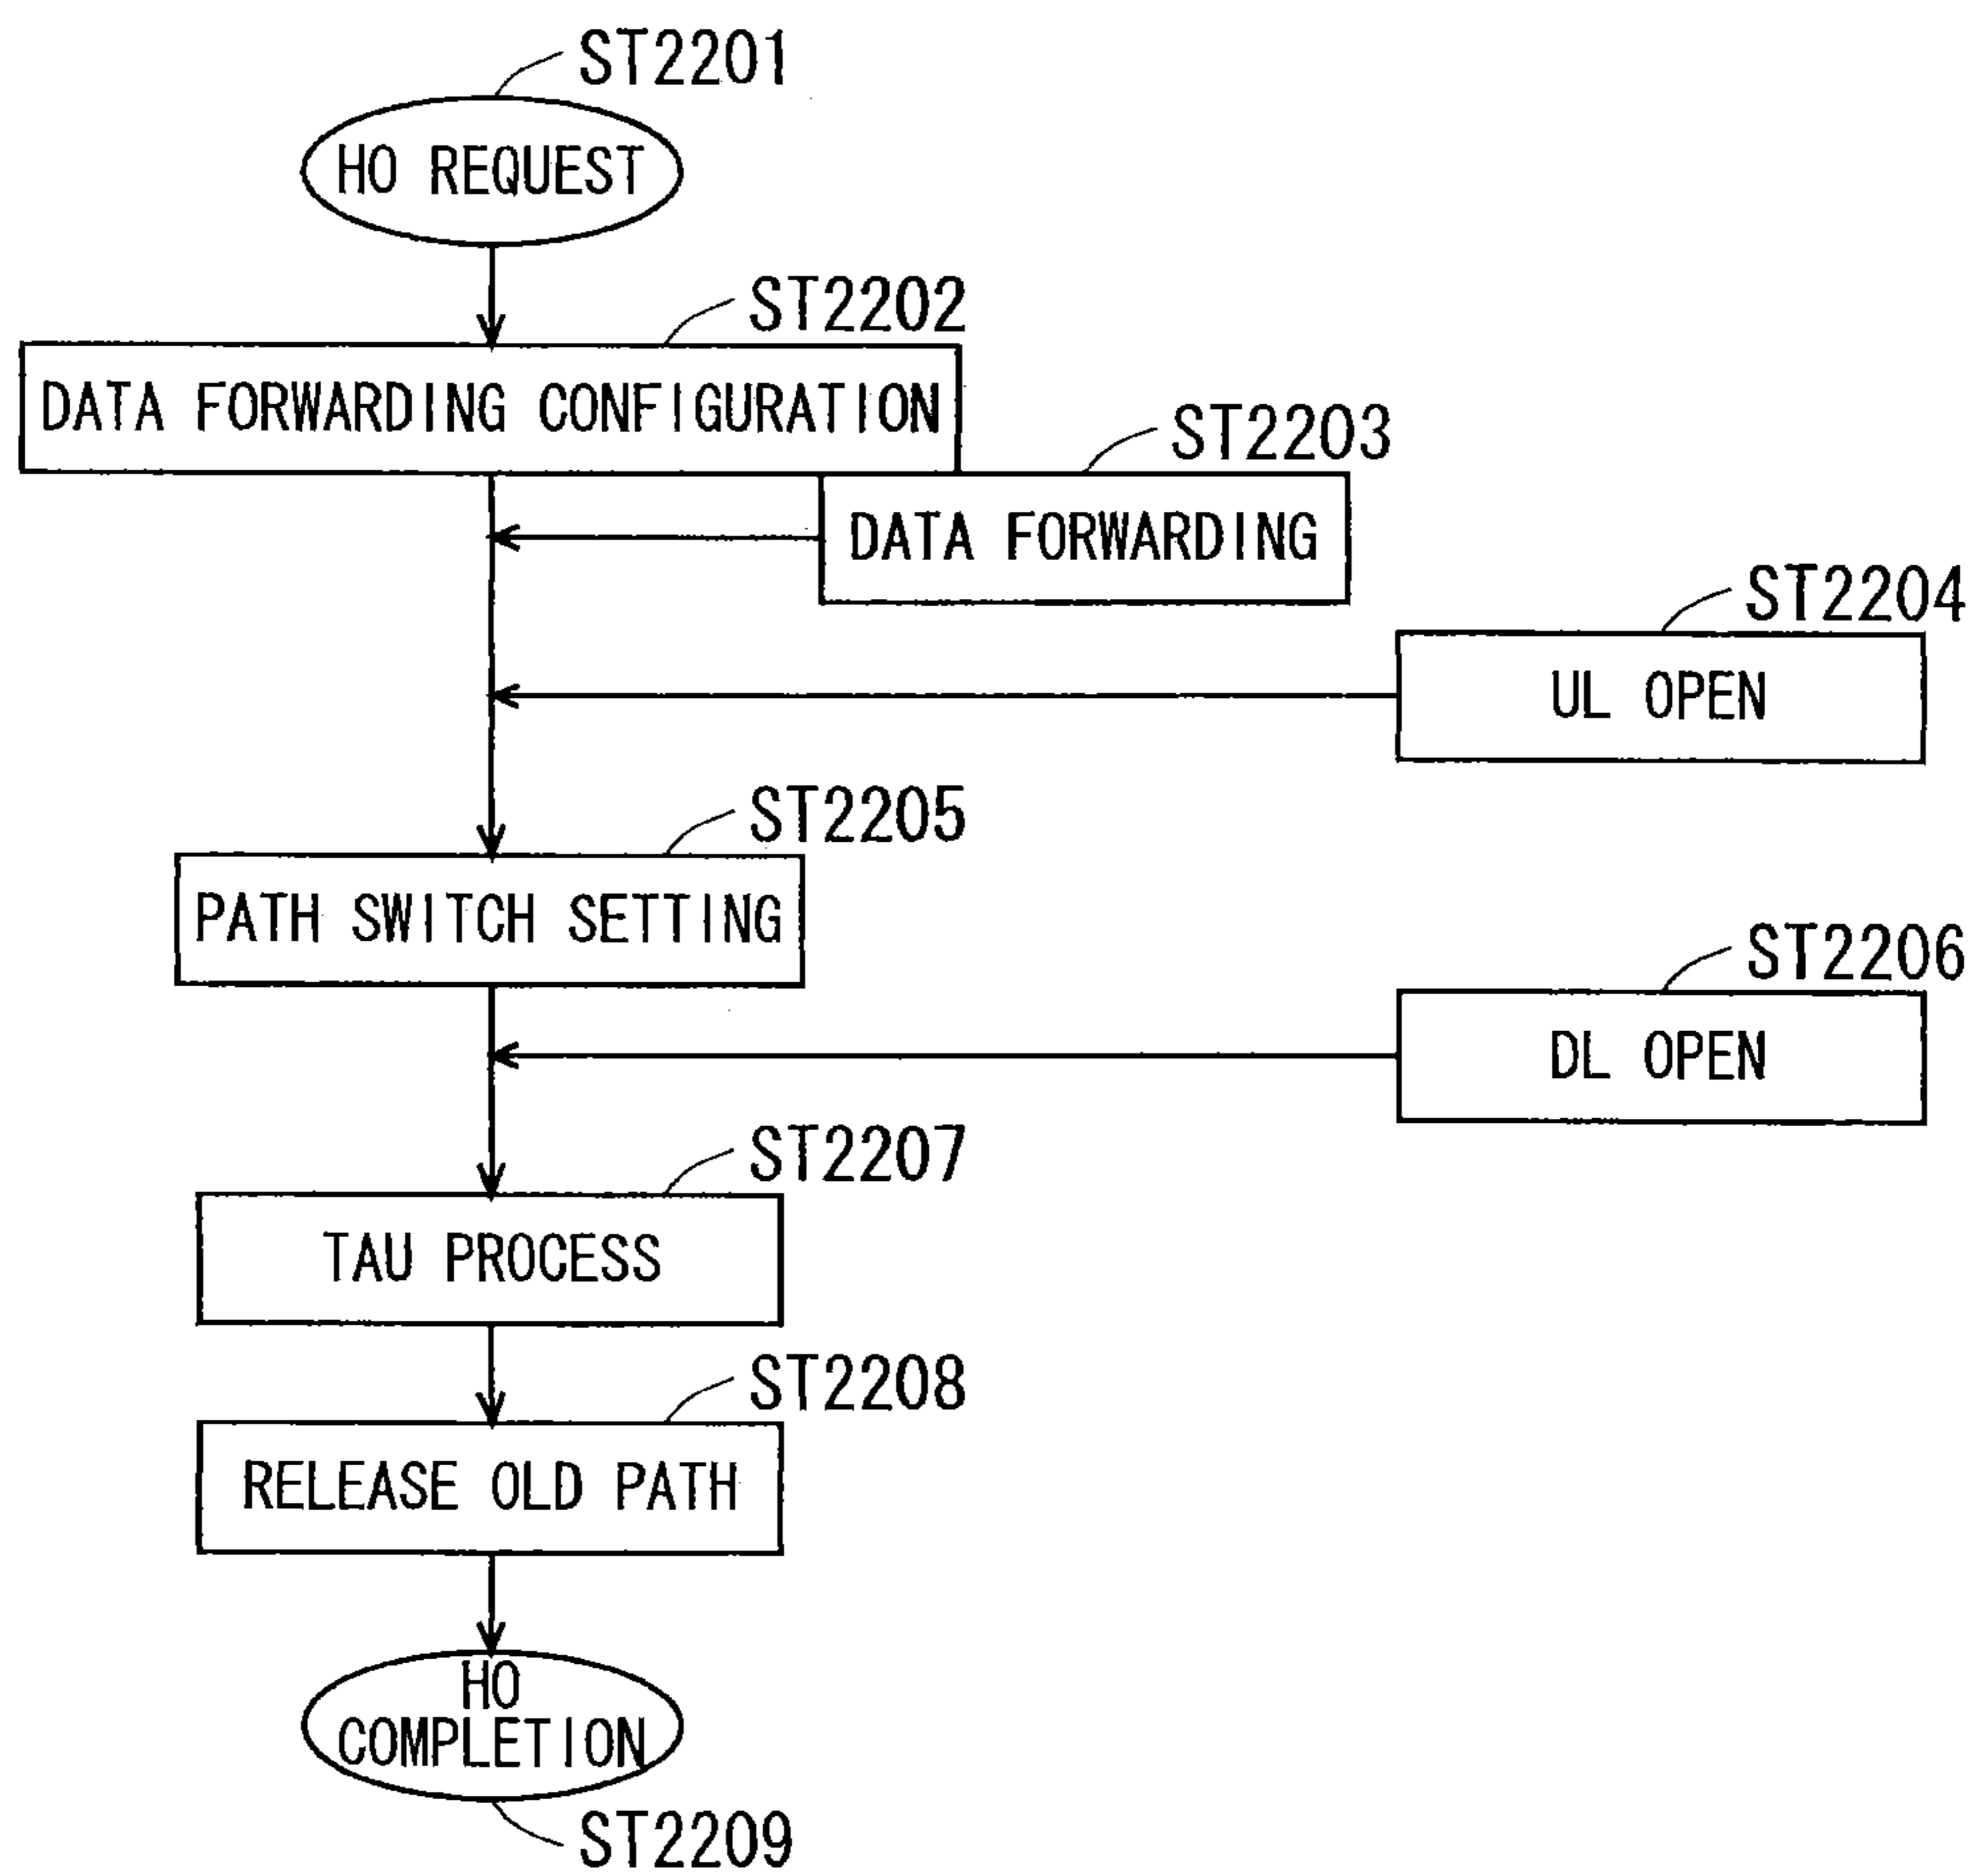 ST2201
HO REQUEST
ST2202
DATA FORWARDING CONFIGURATION
ST2203
DATA FORWARDING
ST2204
UL OPEN
ST2205
PATH SWITCH SETTING
ST2206
DL OPEN
ST2207
TAU PROCESS
ST2208
RELEASE OLD PATH
HO
COMPLETION
ST2209